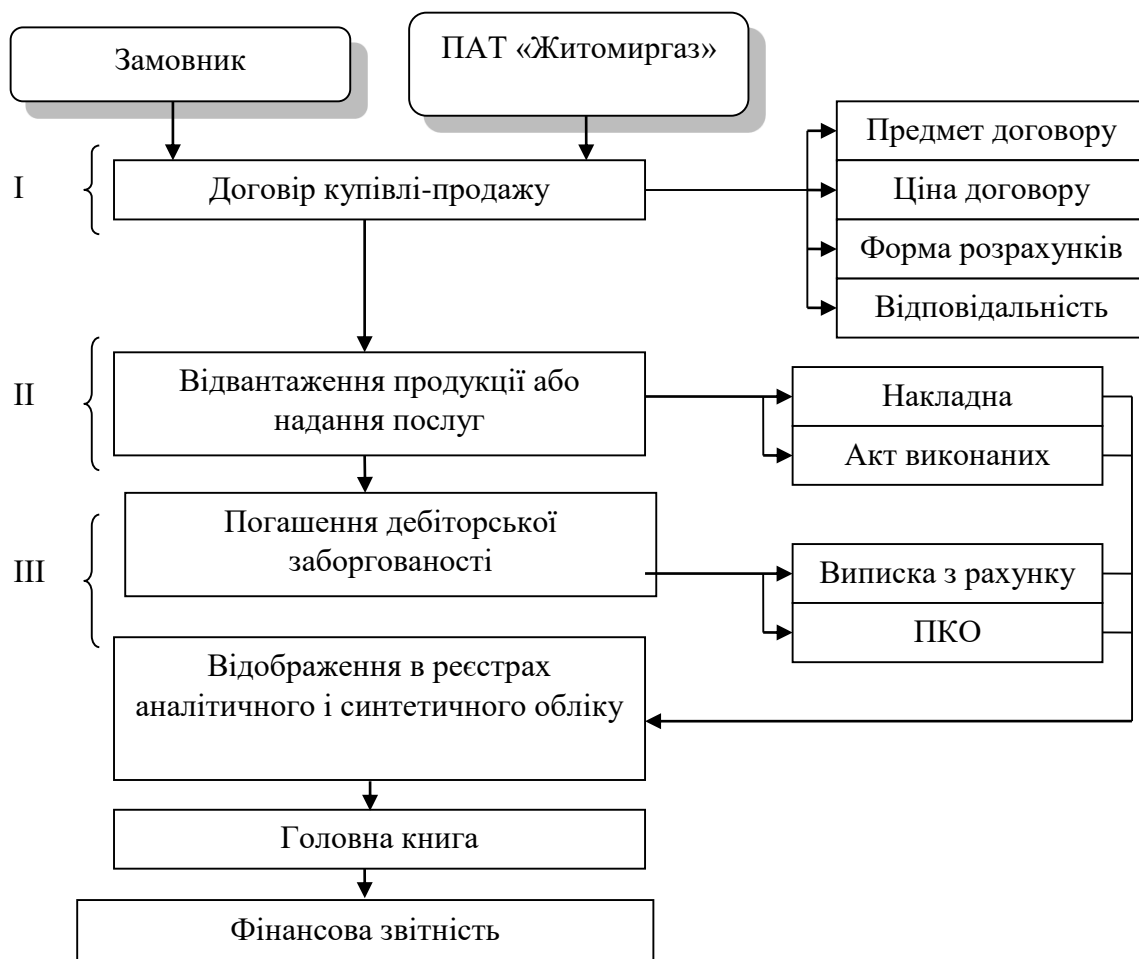 Замовник
ПАТ «Житомиргаз»
Предмет договору
I
Договір купівлі-продажу
Ціна договору
Форма розрахунків
Відповідальність
II
Відвантаження продукції або
надання послуг
Накладна
Акт виконаних
III
Погашення дебіторської
заборгованості
Виписка з рахунку
ПКО
Відображення в реєстрах
аналітичного і синтетичного обліку
Головна книга
Фінансова звітність